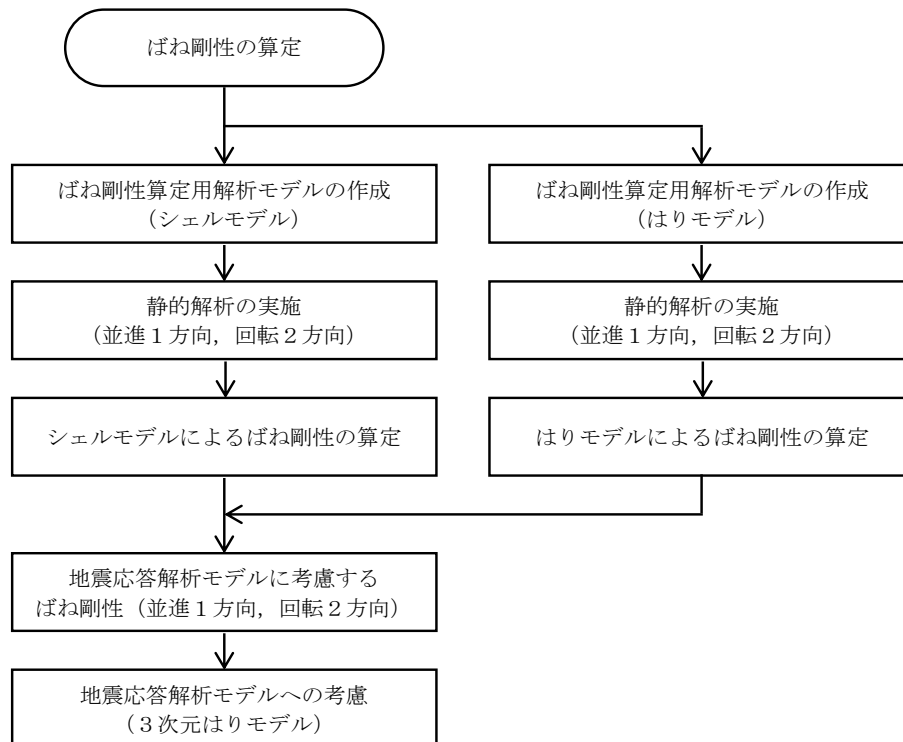 ばね剛性の算定
ばね剛性算定用解析モデルの作成
（シェルモデル）
ばね剛性算定用解析モデルの作成
（はりモデル）
静的解析の実施
（並進１方向，回転２方向）
静的解析の実施
（並進１方向，回転２方向）
シェルモデルによるばね剛性の算定
はりモデルによるばね剛性の算定
地震応答解析モデルに考慮する
ばね剛性（並進１方向，回転２方向）
地震応答解析モデルへの考慮
（３次元はりモデル）